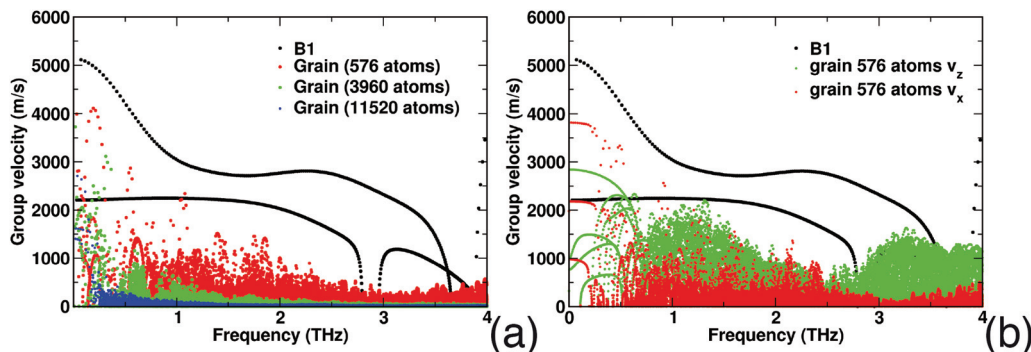 6000
5000
4000
3000
2000
1000
0
Group velocity (m/s)
B1
Grain (576 atoms)
Grain (3960 atoms)
Grain (11520 atoms)
1
2
3
4
Frequency (THz)
(a)
6000
5000
4000
3000
2000
1000
0
Group velocity (m/s)
B1
grain 576 atoms vz
grain 576 atoms vx
0
1
2
3
4
Frequency (THz)
(b)